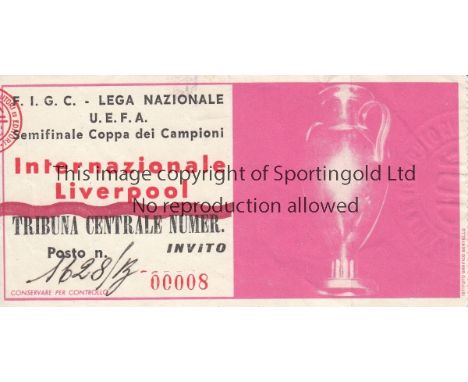 F. I. G. C. - LEGA NAZIONALE
U. E. F. A.
Semifinale Coppa dei Campioni
Internazionale
Liverpool
This image copyright of Sportingold Ltd
No reproduction allowed
TRIBUNA CENTRALE NUMER.
Posto n. INVITO
1628/B
00008
CONSERVARE PER CONTROLLO